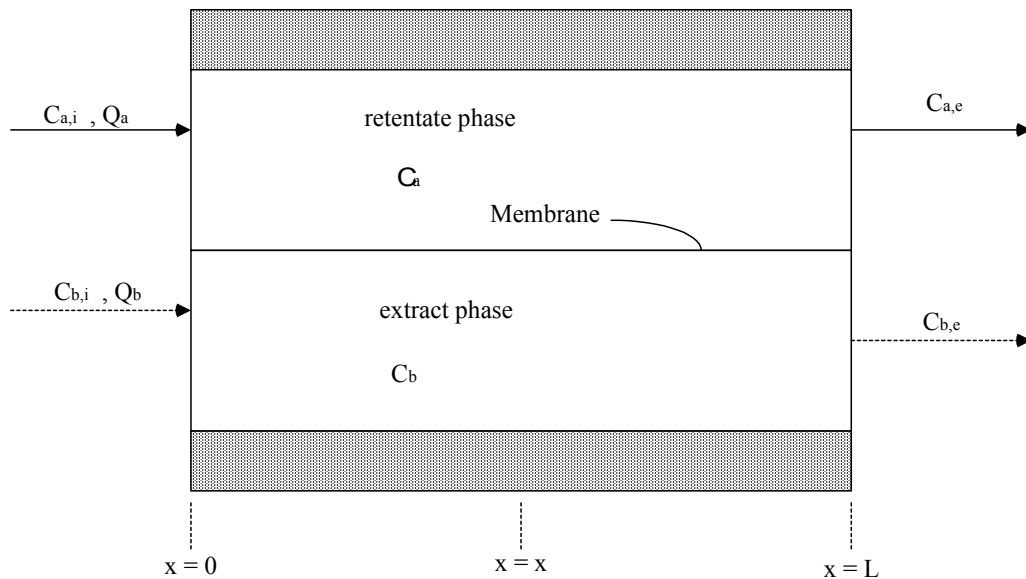 Ca,i , Qa
retentate phase
Ca,e
Ca
Membrane
Cb,i , Qb
extract phase
Cb,e
Cb
x = 0
x = x
x = L